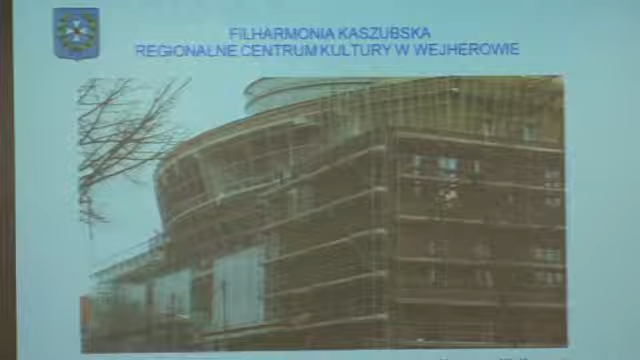 FILHARMONIA KASZUBSKA
REGIONALNE CENTRUM KULTURY W WEJHEROWIE